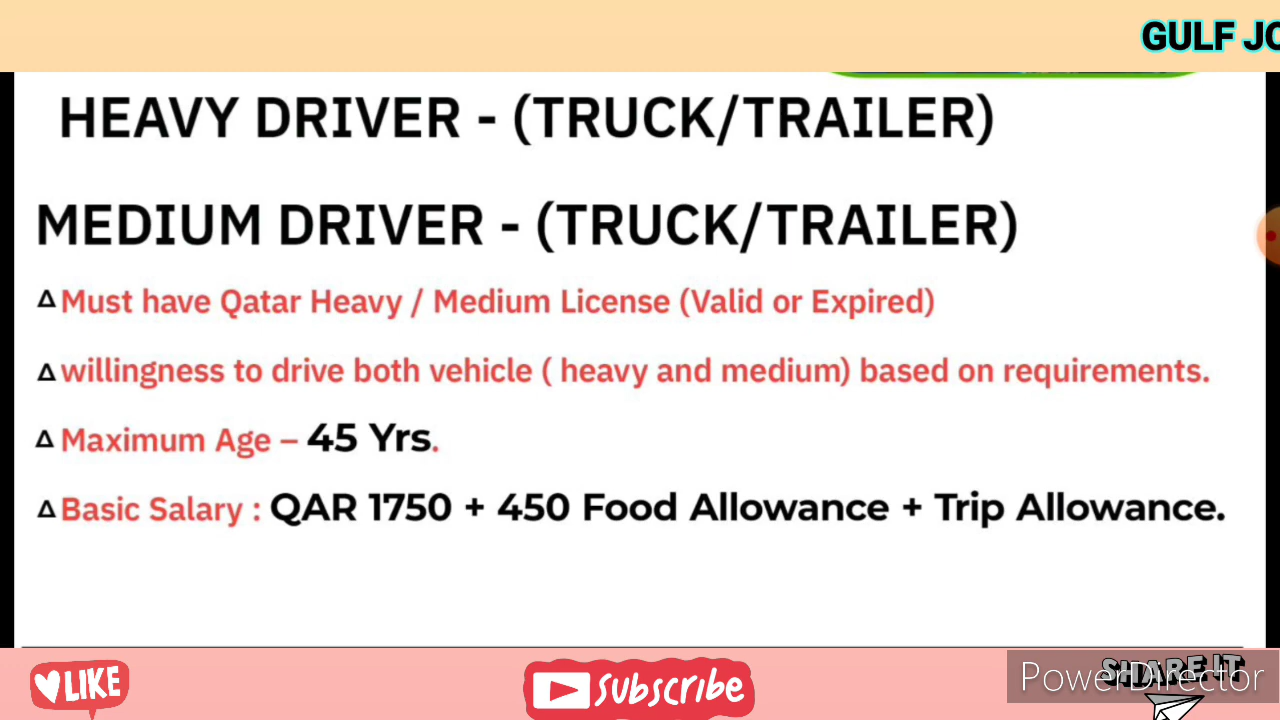 GULF JO
HEAVY DRIVER - (TRUCK/TRAILER)
MEDIUM DRIVER - (TRUCK/TRAILER)
Δ Must have Qatar Heavy / Medium License (Valid or Expired)
Δ willingness to drive both vehicle ( heavy and medium) based on requirements.
Δ Maximum Age – 45 Yrs.
Δ Basic Salary : QAR 1750 + 450 Food Allowance + Trip Allowance.
LIKE
Subscribe
SHARE IT
PowerDirector